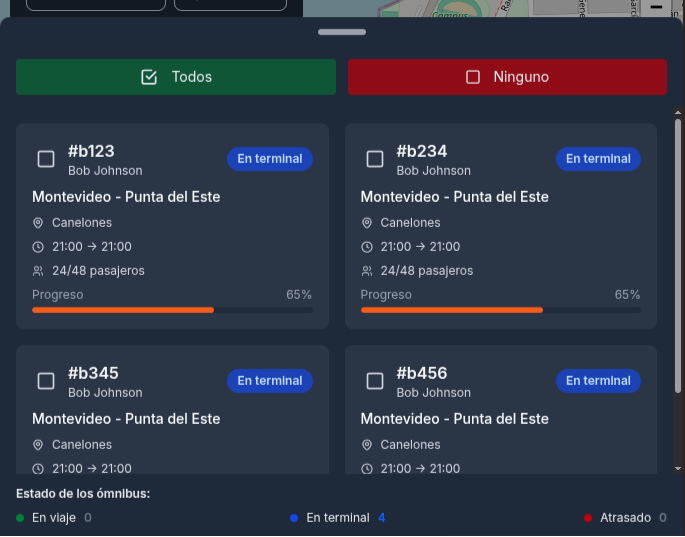 Campus
Todos
Ninguno
#b123
Bob Johnson
En terminal
Montevideo - Punta del Este
Canelones
21:00 → 21:00
24/48 pasajeros
Progreso 65%
#b234
Bob Johnson
En terminal
Montevideo - Punta del Este
Canelones
21:00 → 21:00
24/48 pasajeros
Progreso 65%
#b345
Bob Johnson
En terminal
Montevideo - Punta del Este
Canelones
21:00 → 21:00
#b456
Bob Johnson
En terminal
Montevideo - Punta del Este
Canelones
21:00 → 21:00
Estado de los ómnibus:
En viaje 0
En terminal 4
Atrasado 0